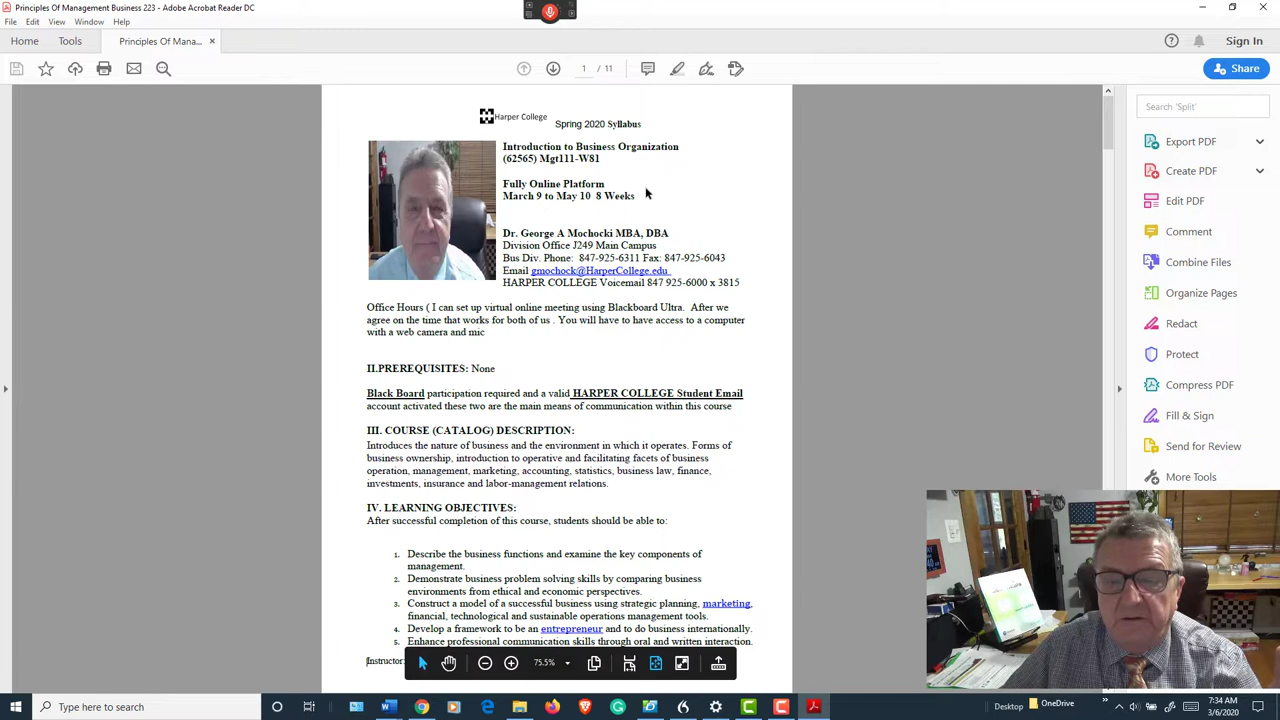 Principles Of Management Business 223 - Adobe Acrobat Reader DC
File Edit View Window Help
Home Tools Principles Of Mana... × Sign In
1 / 11 Share
Search 'Split'
Export PDF
Create PDF
Edit PDF
Comment
Combine Files
Organize Pages
Redact
Protect
Compress PDF
Fill & Sign
Send for Review
More Tools
Harper College Spring 2020 Syllabus
Introduction to Business Organization
(62565) Mgt111-W81
Fully Online Platform
March 9 to May 10 8 Weeks
Dr. George A Mochocki MBA, DBA
Division Office J249 Main Campus
Bus Div. Phone: 847-925-6311 Fax: 847-925-6043
Email gmochock@HarperCollege.edu
HARPER COLLEGE Voicemail 847 925-6000 x 3815
Office Hours ( I can set up virtual online meeting using Blackboard Ultra. After we
agree on the time that works for both of us . You will have to have access to a computer
with a web camera and mic
II.PREREQUISITES: None
Black Board participation required and a valid HARPER COLLEGE Student Email
account activated these two are the main means of communication within this course
III. COURSE (CATALOG) DESCRIPTION:
Introduces the nature of business and the environment in which it operates. Forms of
business ownership, introduction to operative and facilitating facets of business
operation, management, marketing, accounting, statistics, business law, finance,
investments, insurance and labor-management relations.
IV. LEARNING OBJECTIVES:
After successful completion of this course, students should be able to:
1. Describe the business functions and examine the key components of
management.
2. Demonstrate business problem solving skills by comparing business
environments from ethical and economic perspectives.
3. Construct a model of a successful business using strategic planning, marketing,
financial, technological and sustainable operations management tools.
4. Develop a framework to be an entrepreneur and to do business internationally.
5. Enhance professional communication skills through oral and written interaction.
Instructor:
75.5%
Type here to search
Desktop OneDrive
7:34 AM
3/6/2020